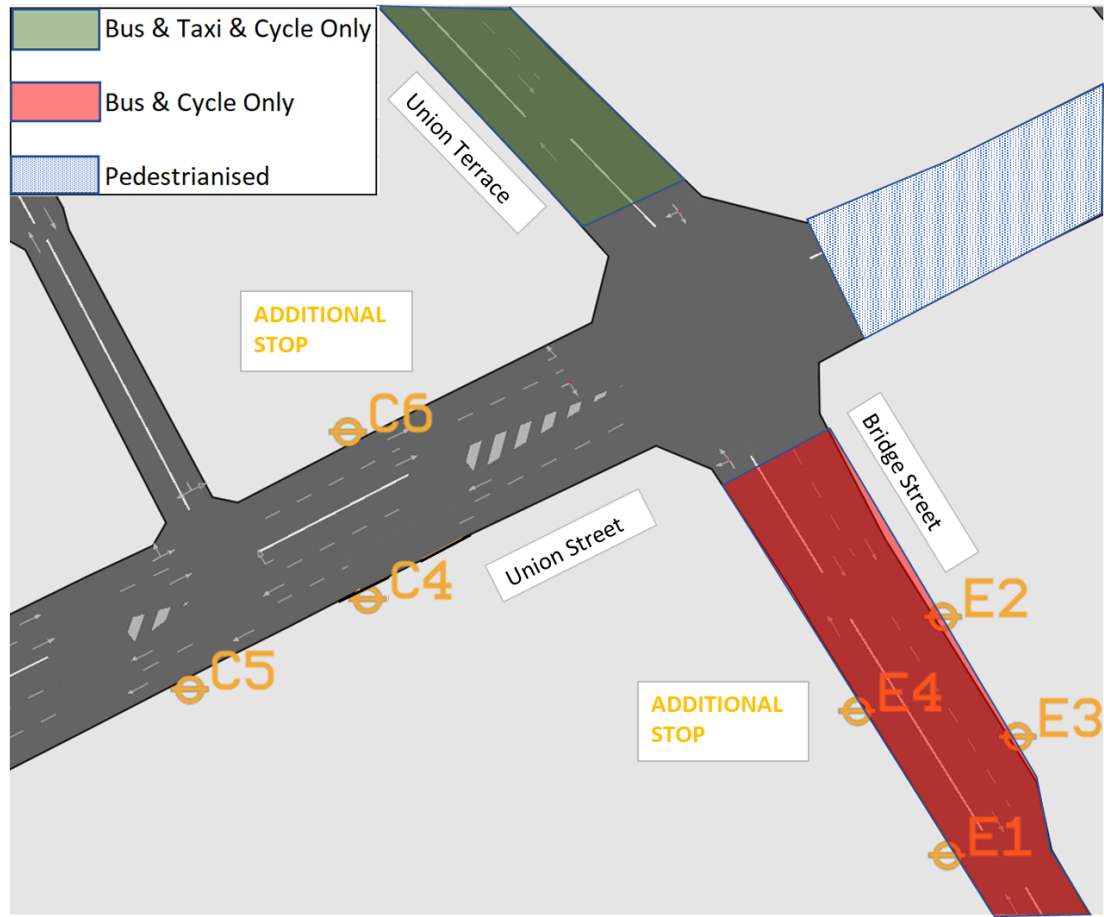 Bus & Taxi & Cycle Only
Bus & Cycle Only
Pedestrianised
Union Terrace
ADDITIONAL
STOP
C6
Bridge Street
Union Street
C4
E2
C5
E4
ADDITIONAL
STOP
E3
E1